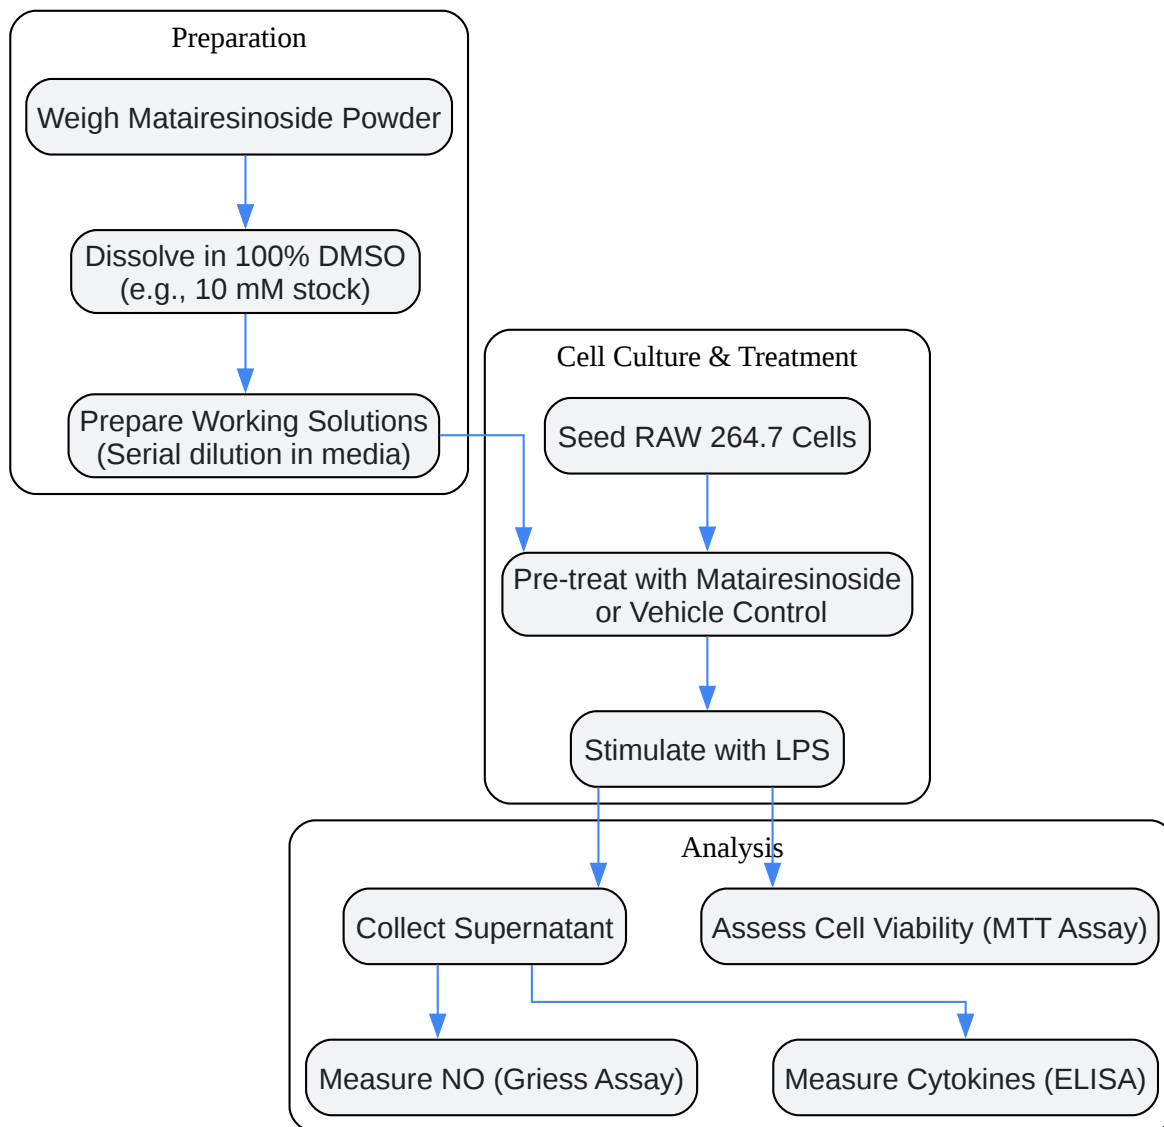 Preparation
Weigh Matairesinoside Powder
Dissolve in 100% DMSO
(e.g., 10 mM stock)
Prepare Working Solutions
(Serial dilution in media)
Cell Culture & Treatment
Seed RAW 264.7 Cells
Pre-treat with Matairesinoside
or Vehicle Control
Stimulate with LPS
Analysis
Collect Supernatant
Assess Cell Viability (MTT Assay)
Measure NO (Griess Assay)
Measure Cytokines (ELISA)